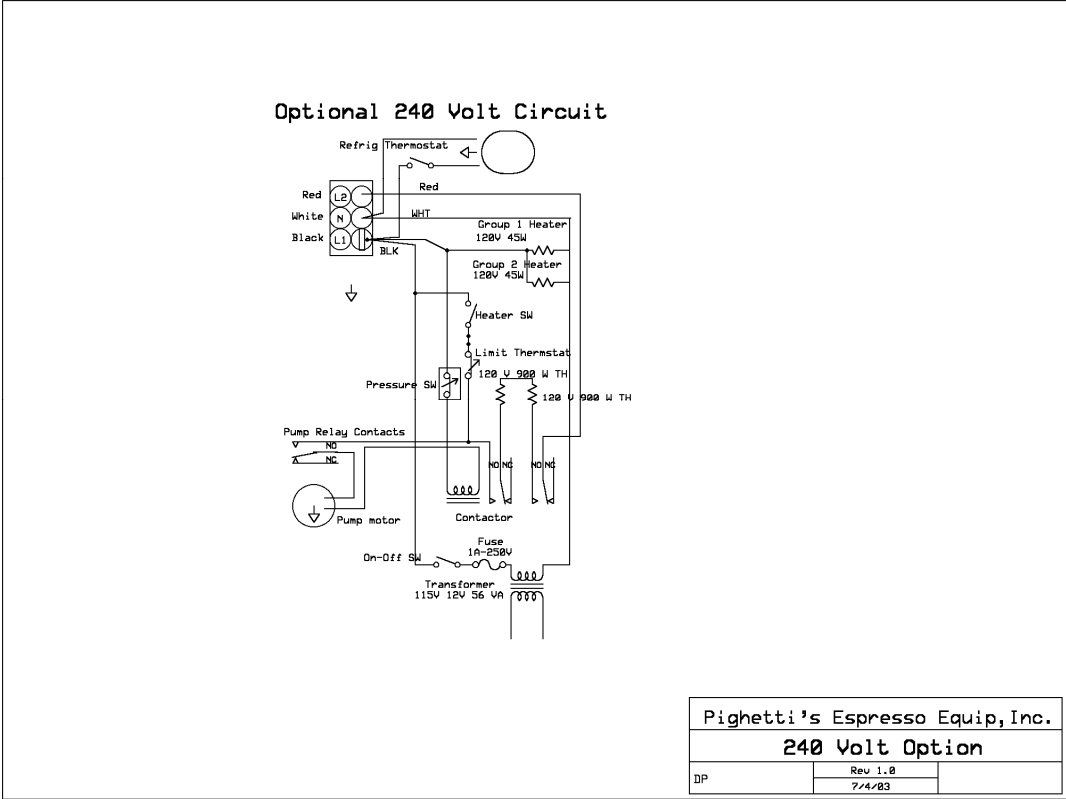 Optional 240 Volt Circuit
Refrig Thermostat
Red
L2
Red
White
N
WHT
Group 1 Heater
120V 45W
Black
L1
BLK
Group 2 Heater
120V 45W
Heater SW
Limit Thermstat
120 V 900 W TH
Pressure SW
120 V 900 W TH
Pump Relay Contacts
NO
NC
NO NC
NO NC
Contactor
Pump motor
Fuse
1A-250V
On-Off SW
Transformer
115V 12V 56 VA
Pighetti's Espresso Equip,Inc.
240 Volt Option
DP
Rev 1.0
7/4/03